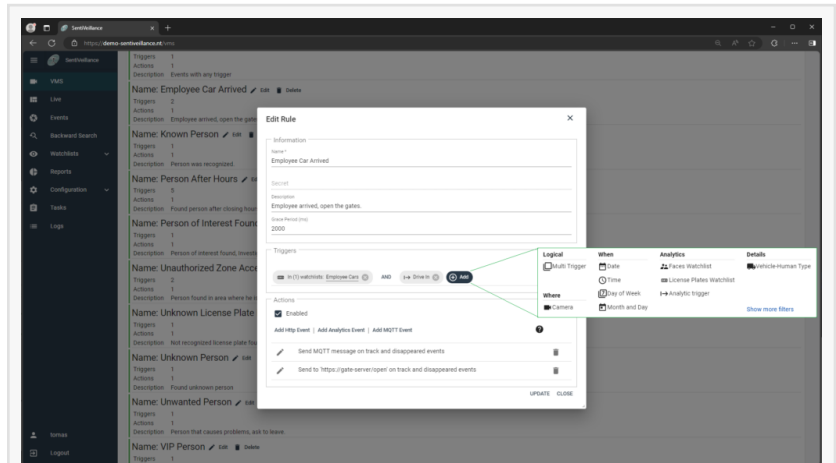 SentiVeillance
https://demo-sentiveillance.nt/vms
SentiVeillance
VMS
Live
Events
Backward Search
Watchlists
Reports
Configuration
Tasks
Logs
tomas
Logout
Triggers 1
Actions 1
Description Events with any trigger
Name: Employee Car Arrived Edit Delete
Triggers 2
Actions 1
Description Employee arrived, open the gate
Name: Known Person Edit
Triggers 1
Actions 1
Description Person was recognized.
Name: Person After Hours
Triggers 5
Actions 1
Description Found person after closing hour
Name: Person of Interest Found
Triggers 1
Actions 1
Description Person of interest found, investi
Name: Unauthorized Zone Acce
Triggers 2
Actions 1
Description Person found in area where he is
Name: Unknown License Plate
Triggers 1
Actions 1
Description Not recognized license plate fou
Name: Unknown Person Edit
Triggers 1
Actions 1
Description Found unknown person
Name: Unwanted Person Edit
Triggers 1
Actions 1
Description Person that causes problems, ask to leave
Name: VIP Person Edit Delete
Triggers 1
Edit Rule
Information
Name *
Employee Car Arrived
Secret
Description
Employee arrived, open the gates.
Grace Period (ms)
2000
Triggers
In (1) watchlists: Employee Cars AND Drive In Add
Actions
Enabled
Add Http Event | Add Analytics Event | Add MQTT Event
Send MQTT message on track and disappeared events
Send to 'https://gate-server/open' on track and disappeared events
UPDATE CLOSE
Logical When Analytics Details
Multi Trigger Date Faces Watchlist Vehicle-Human Type
Time License Plates Watchlist
Where Day of Week Analytic trigger
Camera Month and Day Show more filters